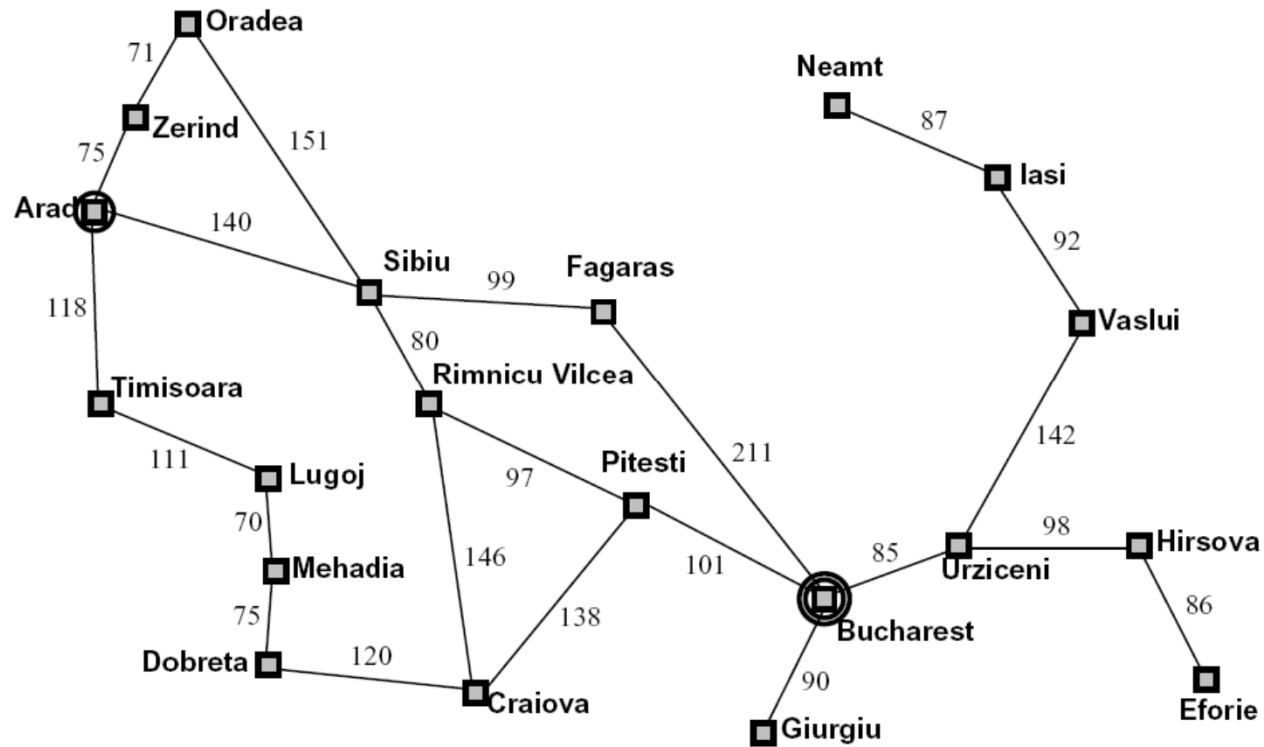 Oradea
71
Neamt
87
Zerind
151
75
Iasi
Arad
140
92
Sibiu
Fagaras
99
118
Vaslui
80
Rimnicu Vilcea
Timisoara
142
211
111
Pitesti
97
Lugoj
70
98
Hirsova
146
85
Urziceni
101
Mehadia
86
75
138
Bucharest
Dobreta
120
90
Craiova
Eforie
Giurgiu